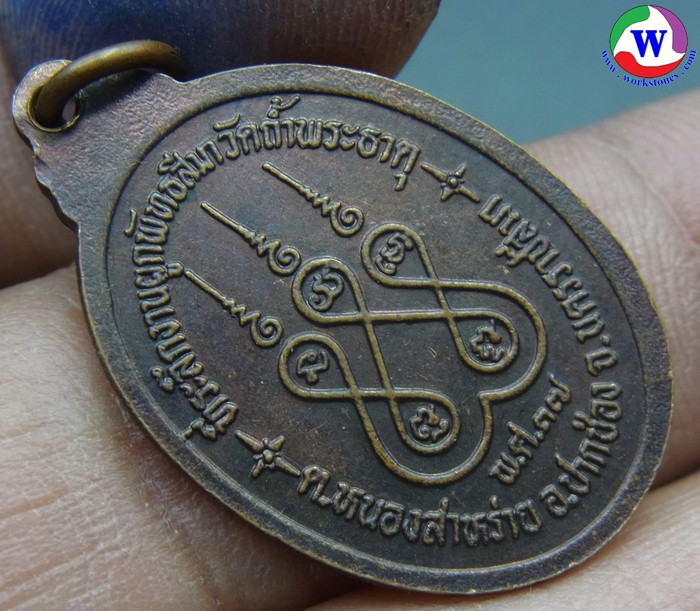 ที่ระฤกงานผูกพัทธสีมาวัดถ้ำพระธาตุ
ต.หนองสาหร่าย อ.ปากช่อง จ.นครราชสีมา
พ.ศ.๓๗
W
www.workstones.com